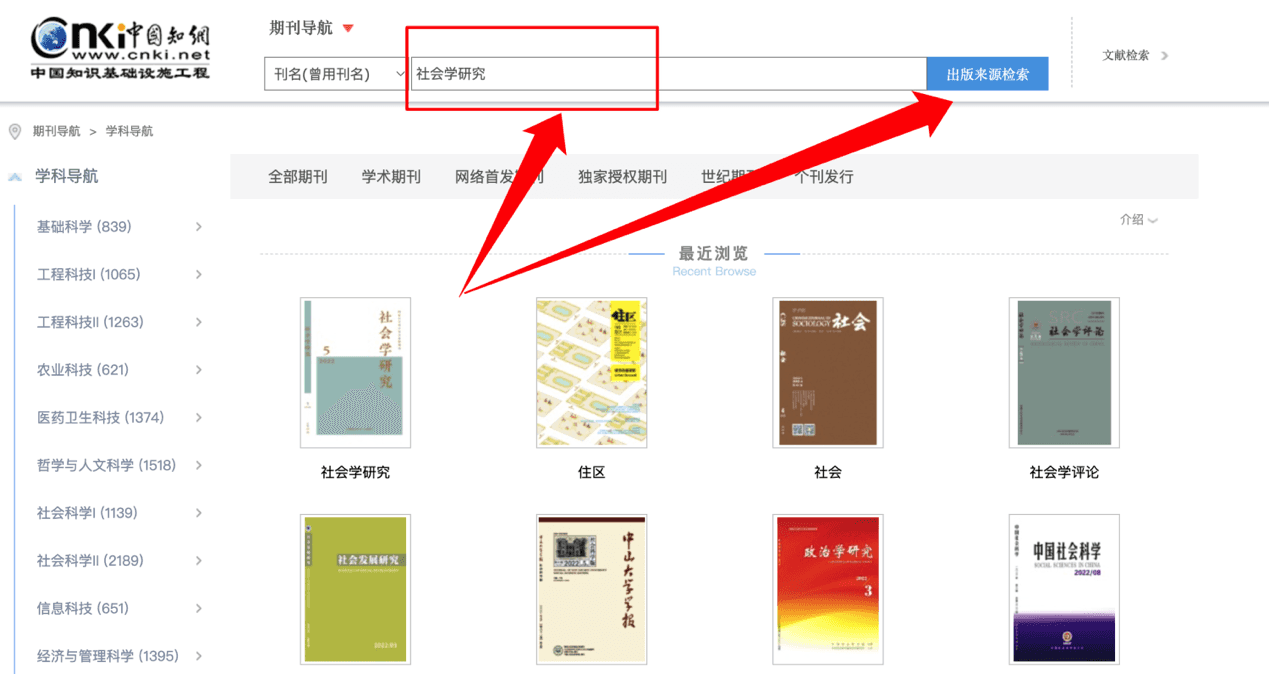 cnki中国知网
www.cnki.net
中国知识基础设施工程
期刊导航
刊名(曾用刊名)
社会学研究
出版来源检索
文献检索
期刊导航 > 学科导航
学科导航
基础科学 (839)
工程科技I (1065)
工程科技II (1263)
农业科技 (621)
医药卫生科技 (1374)
哲学与人文科学 (1518)
社会科学I (1139)
社会科学II (2189)
信息科技 (651)
经济与管理科学 (1395)
全部期刊 学术期刊 网络首发 刊 独家授权期刊 世纪期 个刊发行
介绍
最近浏览
Recent Browse
社会学研究
5
社会学研究
住区
住区
CHINESE JOURNAL OF
SOCIOLOGY 社会
社会
社会学评论
社会学评论
社会发展研究
中山大学学报
社会科学版
2022.5
政治学研究
2022
3
中国社会科学
SOCIAL SCIENCES IN CHINA
2022/08